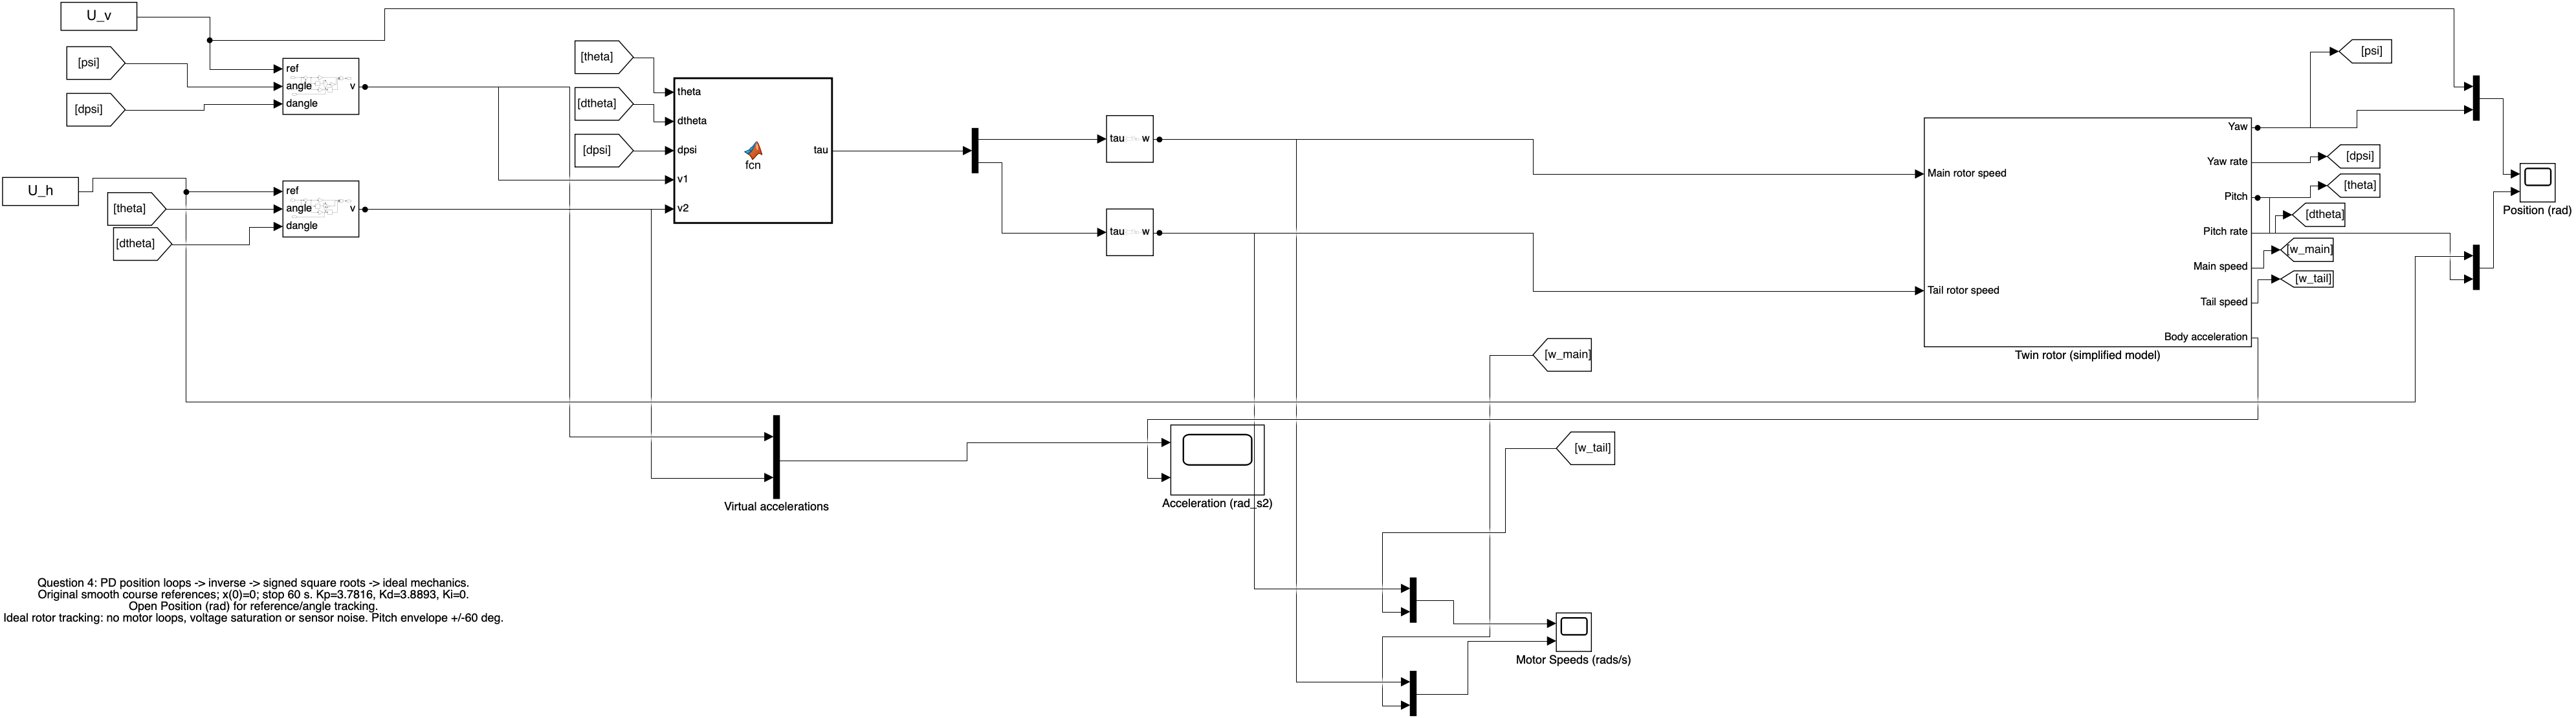 U_v
[psi]
[dpsi]
ref
angle
dangle
v
U_h
[theta]
[dtheta]
ref
angle
dangle
v
[theta]
[dtheta]
[dpsi]
theta
dtheta
dpsi
v1
v2
fcn
tau
tau w
tau w
Main rotor speed
Tail rotor speed
Yaw
Yaw rate
Pitch
Pitch rate
Main speed
Tail speed
Body acceleration
Twin rotor (simplified model)
[psi]
[dpsi]
[theta]
[dtheta]
[w_main]
[w_tail]
Position (rad)
[w_main]
[w_tail]
Virtual accelerations
Acceleration (rad_s2)
Motor Speeds (rads/s)
Question 4: PD position loops -> inverse -> signed square roots -> ideal mechanics.
Original smooth course references; x(0)=0; stop 60 s. Kp=3.7816, Kd=3.8893, Ki=0.
Open Position (rad) for reference/angle tracking.
Ideal rotor tracking: no motor loops, voltage saturation or sensor noise. Pitch envelope +/-60 deg.